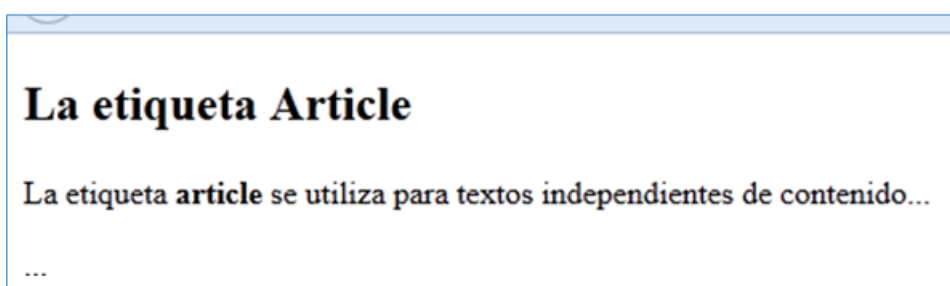 La etiqueta Article
La etiqueta article se utiliza para textos independientes de contenido...
...